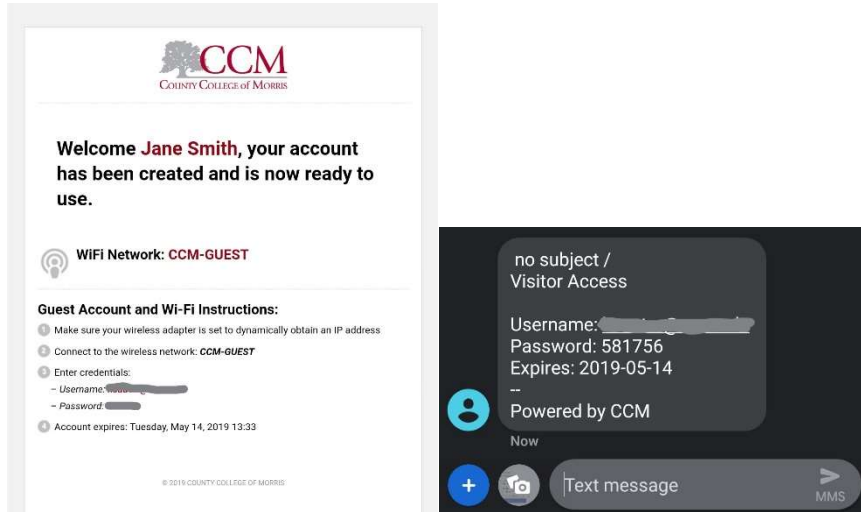 CCM
COUNTY COLLEGE OF MORRIS
Welcome Jane Smith, your account
has been created and is now ready to
use.
WiFi Network: CCM-GUEST
Guest Account and Wi-Fi Instructions:
1 Make sure your wireless adapter is set to dynamically obtain an IP address
2 Connect to the wireless network: CCM-GUEST
3 Enter credentials:
– Username:
– Password:
4 Account expires: Tuesday, May 14, 2019 13:33
© 2019 COUNTY COLLEGE OF MORRIS
no subject /
Visitor Access
Username:
Password: 581756
Expires: 2019-05-14
--
Powered by CCM
Now
+
Text message
MMS